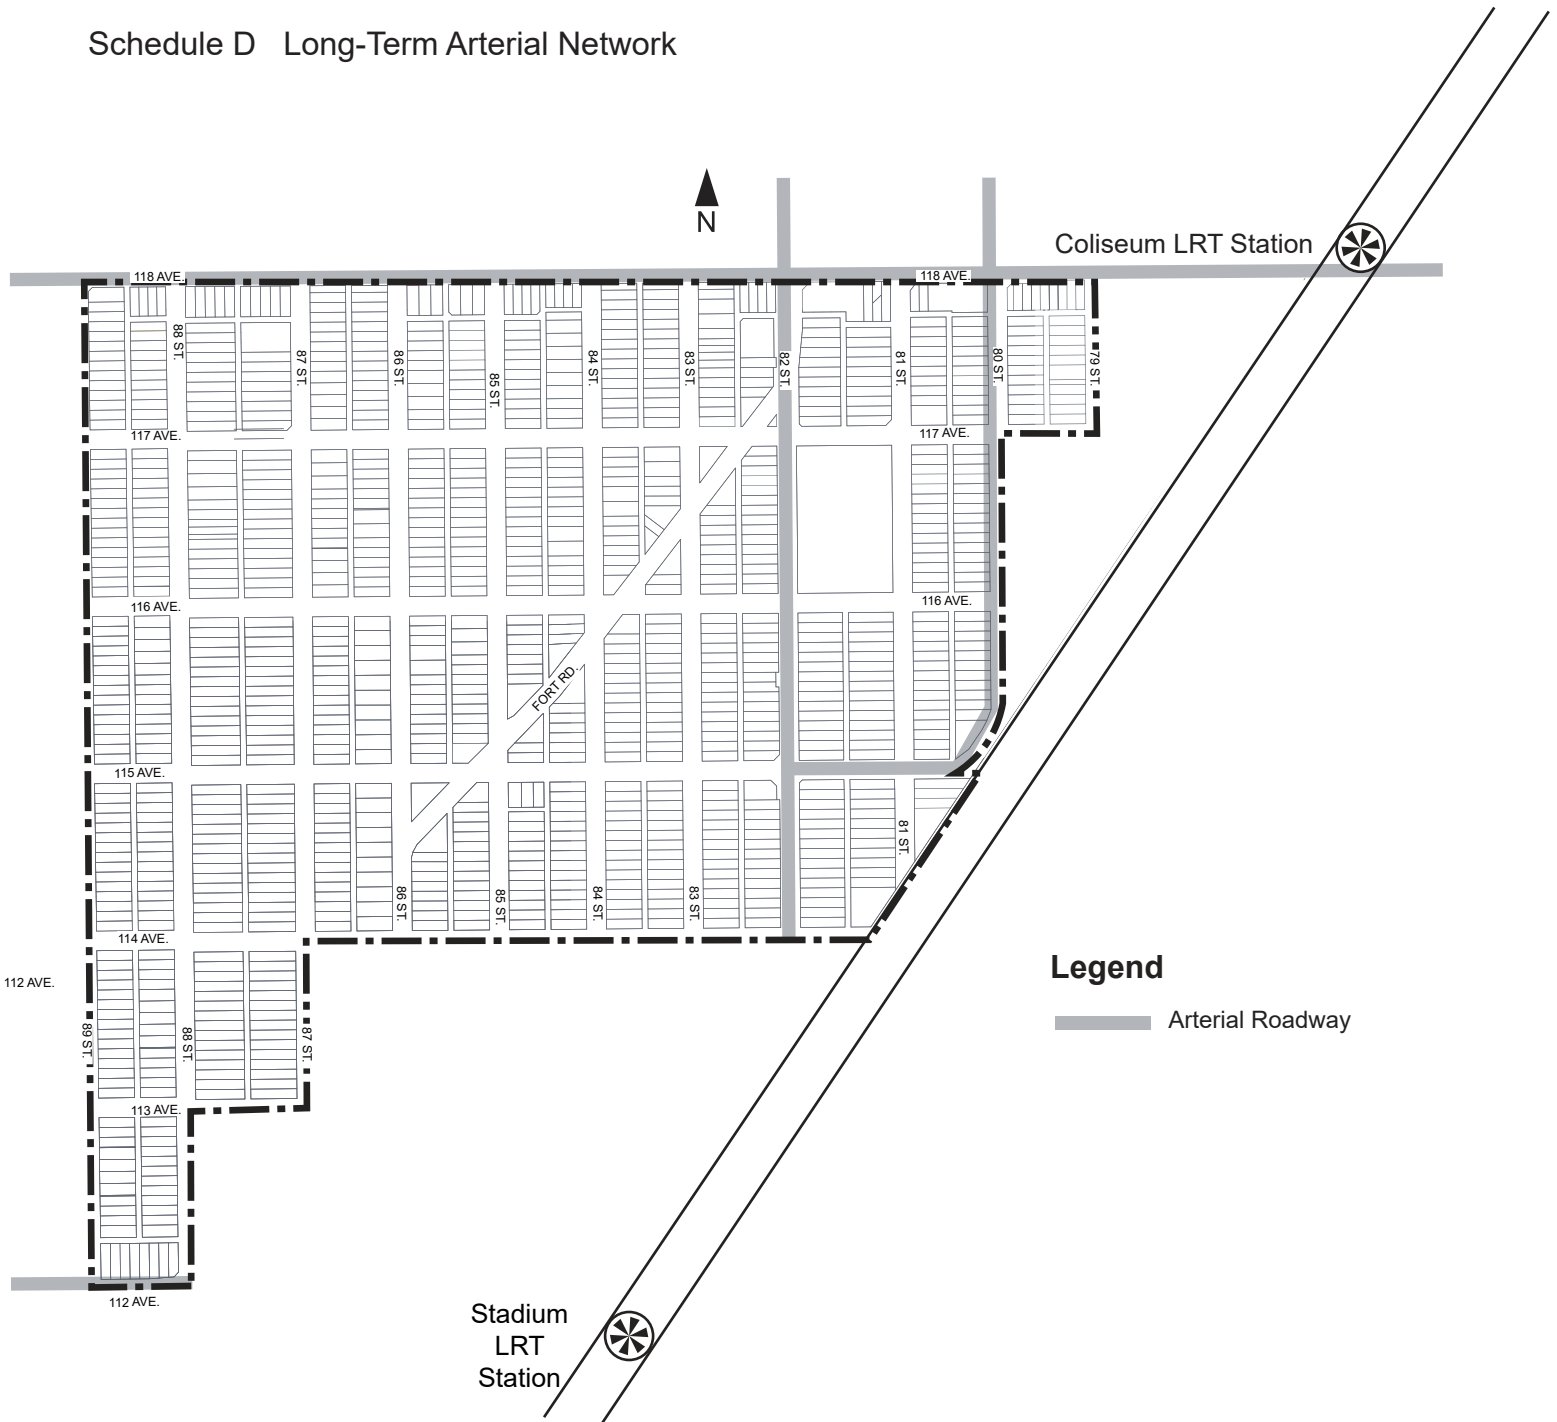 Schedule D   Long-Term Arterial Network
N
Coliseum LRT Station
118 AVE.
118 AVE.
88 ST.
87 ST.
86 ST.
85 ST.
84 ST.
83 ST.
82 ST.
81 ST.
80 ST.
79 ST.
117 AVE.
117 AVE.
116 AVE.
116 AVE.
FORT RD.
115 AVE.
81 ST.
86 ST.
85 ST.
84 ST.
83 ST.
114 AVE.
112 AVE.
Legend
Arterial Roadway
89 ST.
88 ST.
87 ST.
113 AVE.
112 AVE.
Stadium
LRT
Station